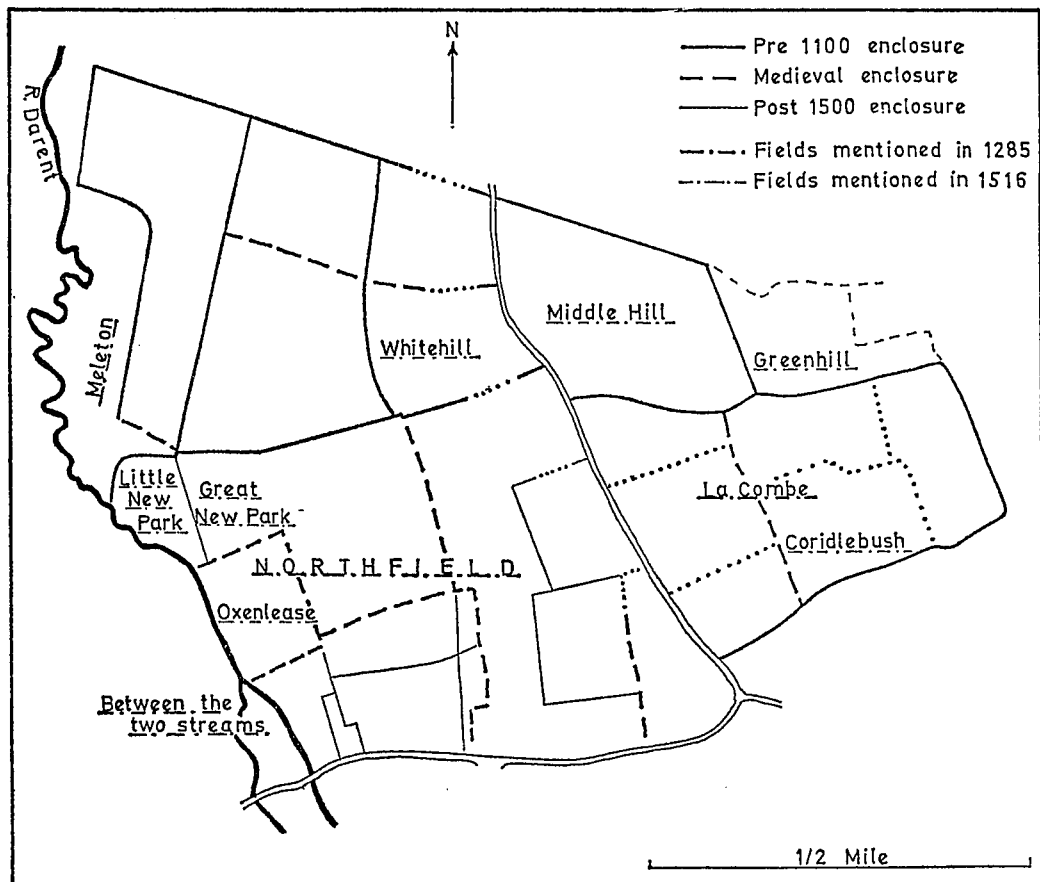 N
Pre 1100 enclosure
Medieval enclosure
Post 1500 enclosure
Fields mentioned in 1285
Fields mentioned in 1516
R. Darent
Middle Hill
Whitehill
Greenhill
Meleton
Little
New
Park
Great
New Park
La Combe
Coridlebush
NORTHFIELD
Oxenlease
Between the
two streams
1/2 Mile